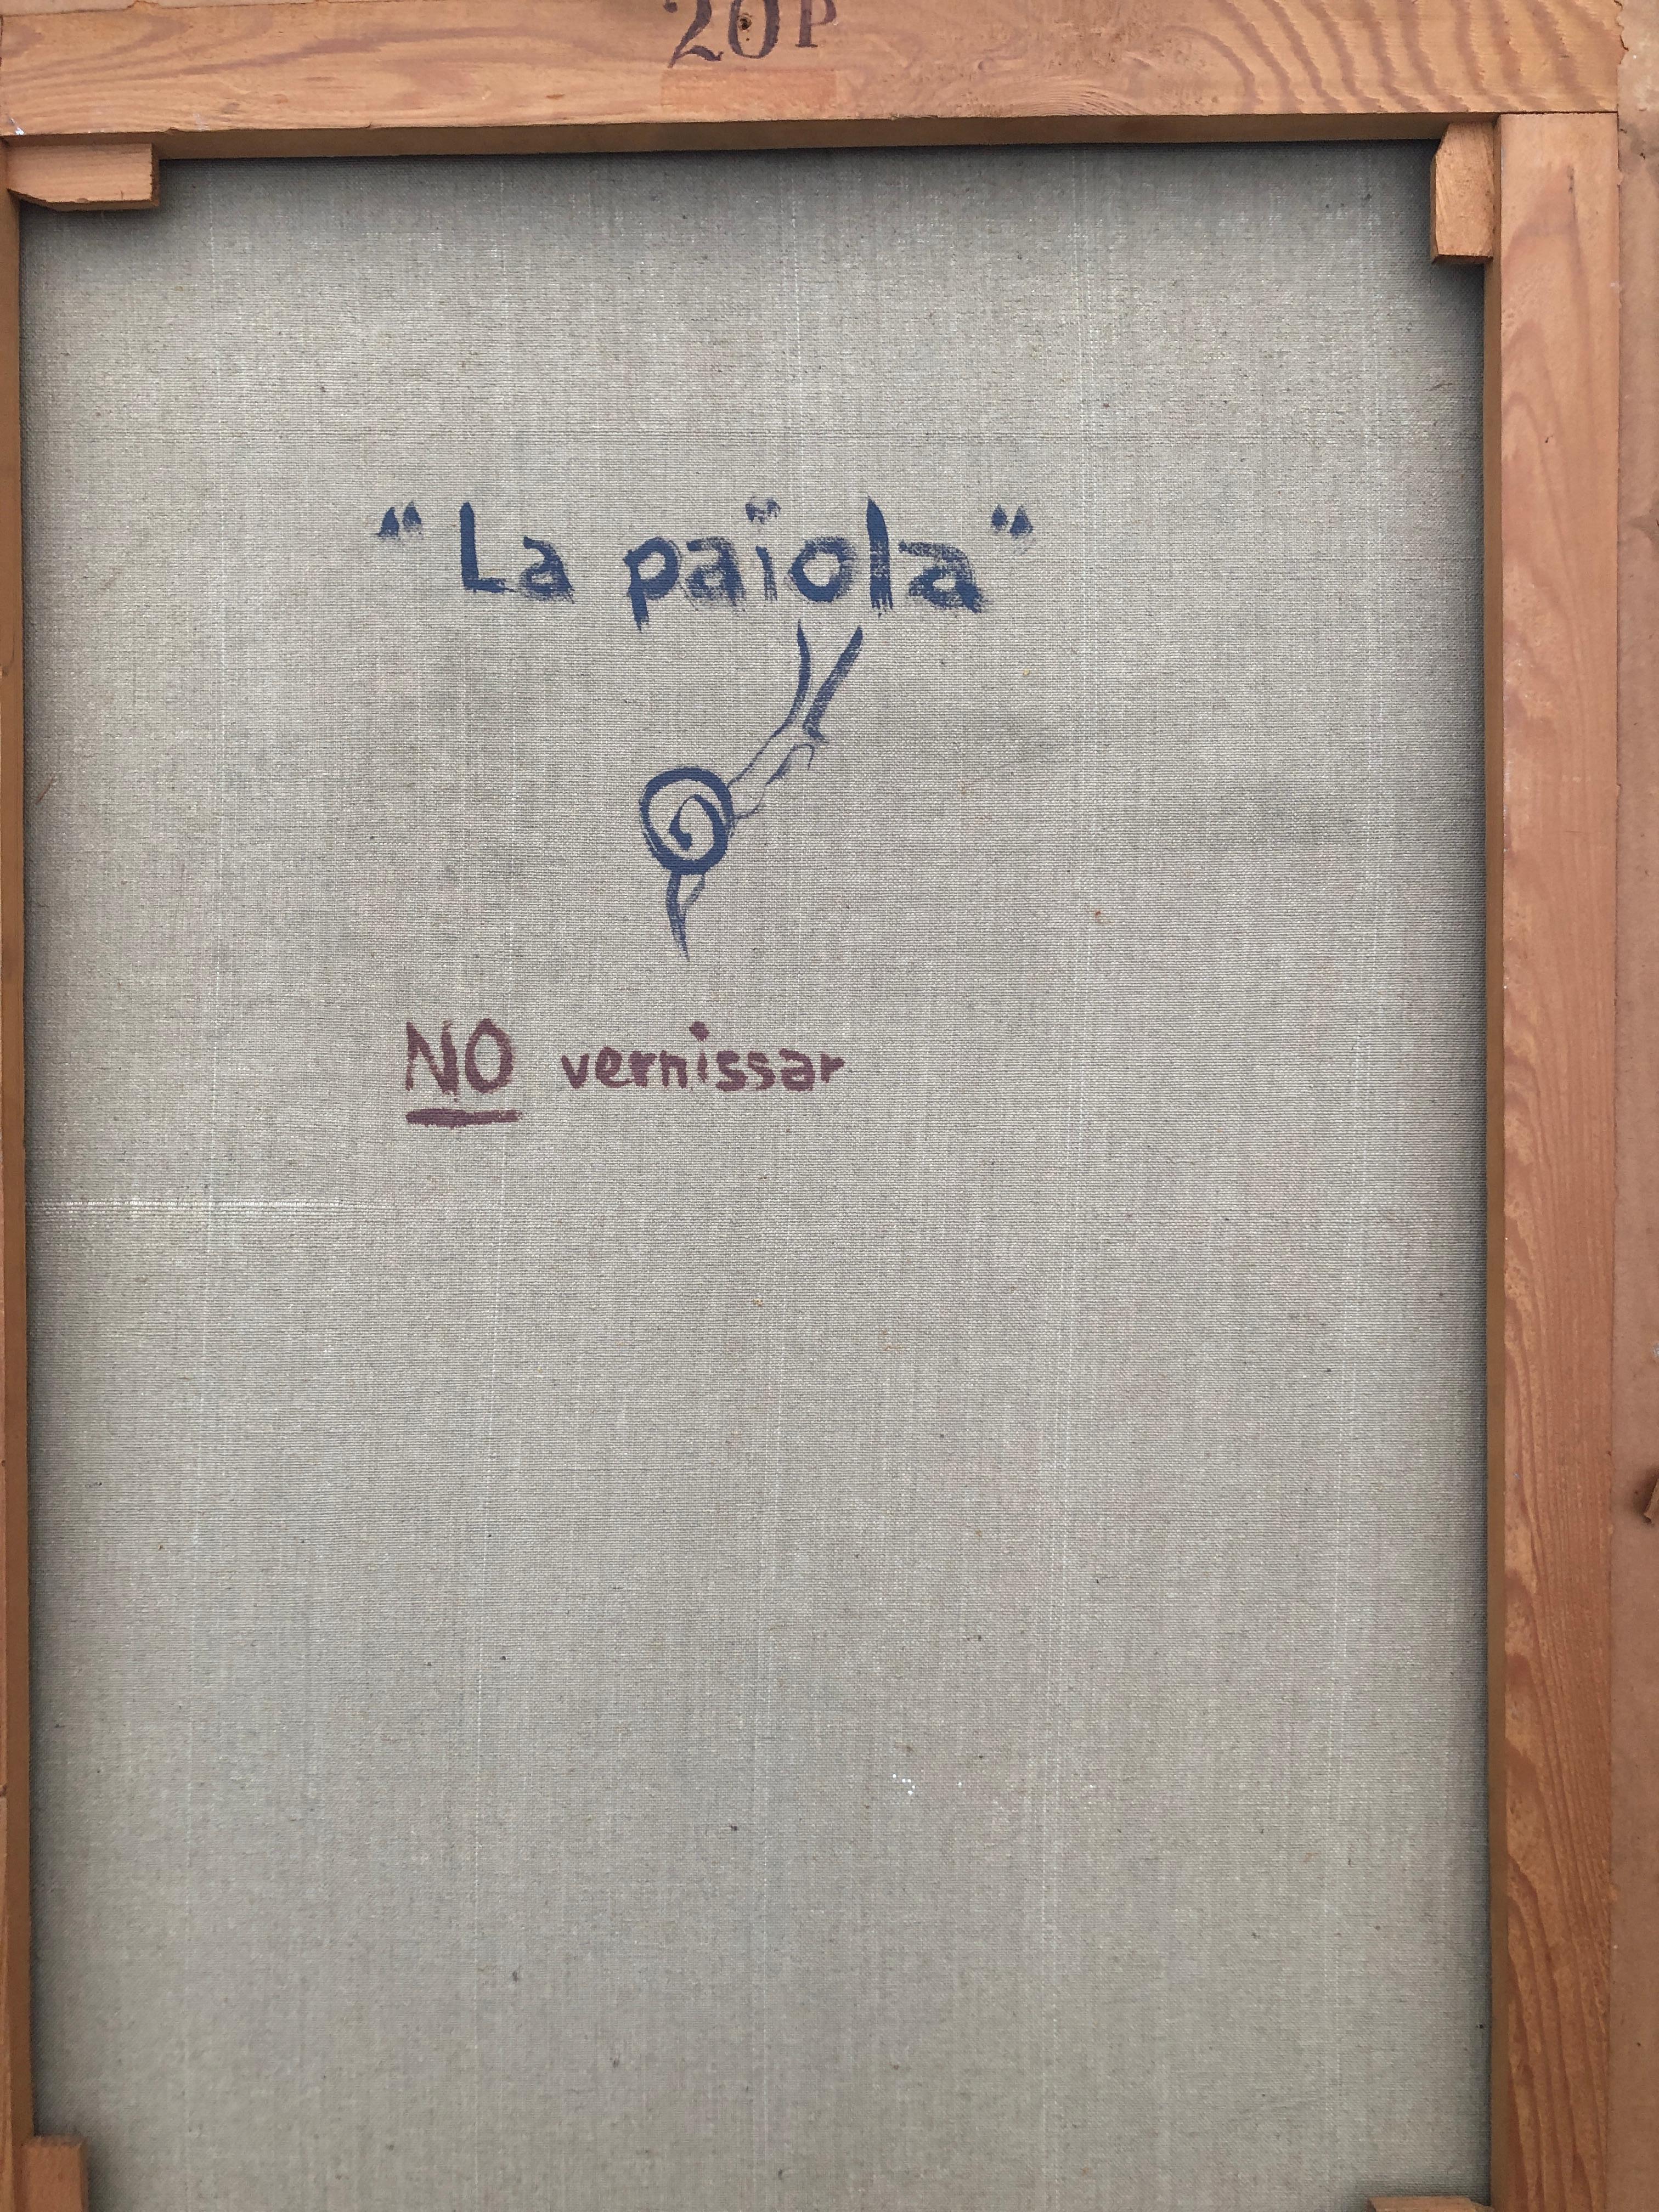 20P
"La païola"
NO vernissar